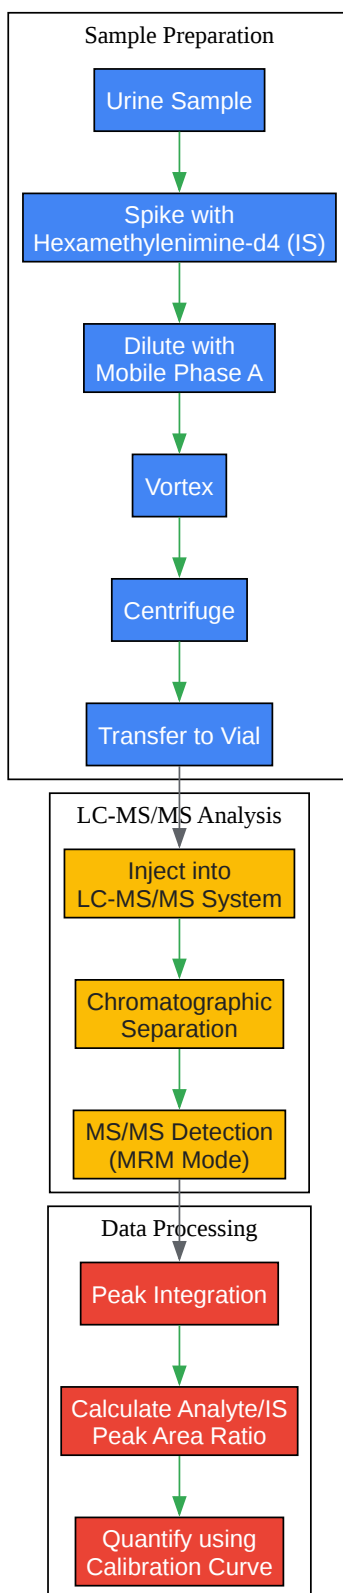 Sample Preparation
Urine Sample
Spike with
Hexamethylenimine-d4 (IS)
Dilute with
Mobile Phase A
Vortex
Centrifuge
Transfer to Vial
LC-MS/MS Analysis
Inject into
LC-MS/MS System
Chromatographic
Separation
MS/MS Detection
(MRM Mode)
Data Processing
Peak Integration
Calculate Analyte/IS
Peak Area Ratio
Quantify using
Calibration Curve